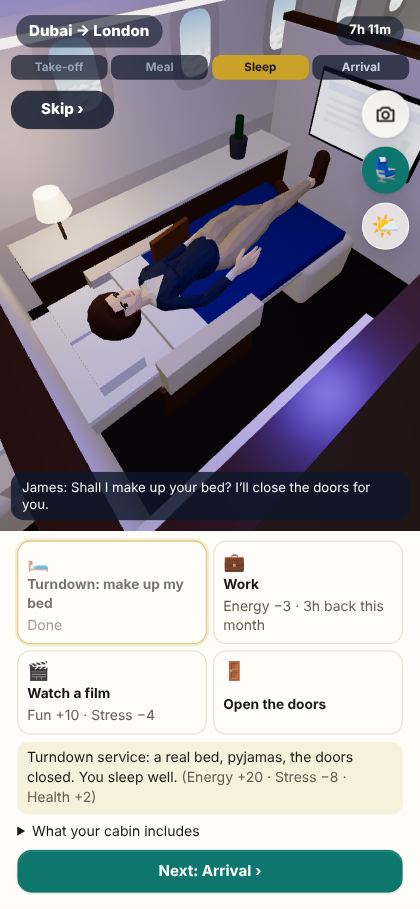 Dubai → London
7h 11m
Take-off
Meal
Sleep
Arrival
Skip ›
James: Shall I make up your bed? I’ll close the doors for
you.
Turndown: make up my
bed
Done
Work
Energy −3 · 3h back this
month
Watch a film
Fun +10 · Stress −4
Open the doors
Turndown service: a real bed, pyjamas, the doors
closed. You sleep well. (Energy +20 · Stress −8 ·
Health +2)
What your cabin includes
Next: Arrival ›